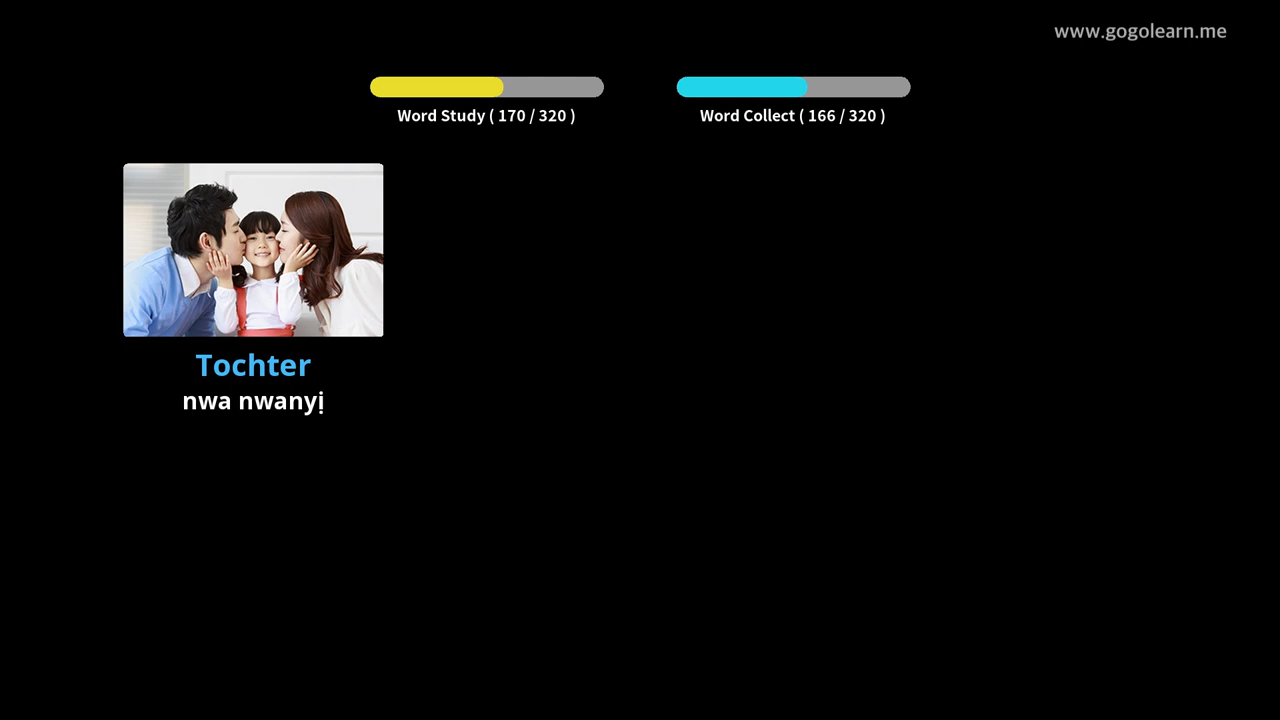 www.gogolearn.me
Word Study ( 170 / 320 )
Word Collect ( 166 / 320 )
Tochter
nwa nwanyị